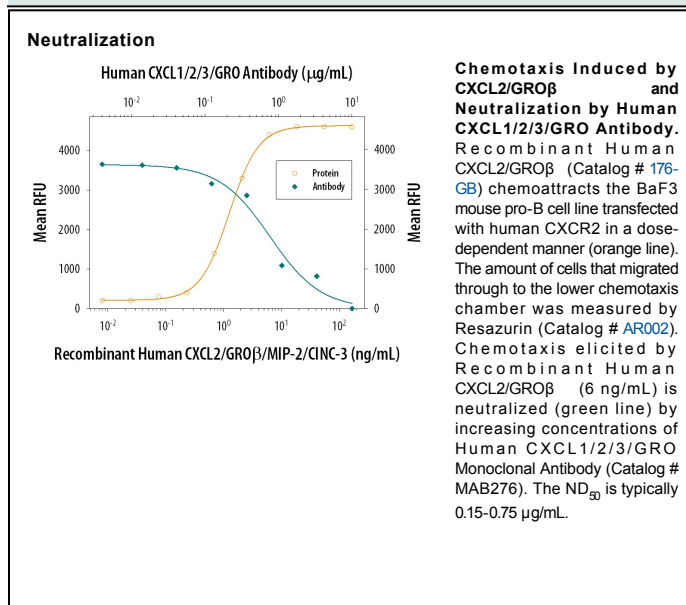 Neutralization
Human CXCL1/2/3/GRO Antibody (μg/mL)
10-2 10-1 100 101
Mean RFU
4000
3000
2000
1000
0
Protein
Antibody
4000
3000
2000
1000
0
Mean RFU
10-2 10-1 100 101 102
Recombinant Human CXCL2/GROβ/MIP-2/CINC-3 (ng/mL)
Chemotaxis Induced by
CXCL2/GROβ and
Neutralization by Human
CXCL1/2/3/GRO Antibody.
Recombinant Human
CXCL2/GROβ (Catalog # 176-
GB) chemoattracts the BaF3
mouse pro-B cell line transfected
with human CXCR2 in a dose-
dependent manner (orange line).
The amount of cells that migrated
through to the lower chemotaxis
chamber was measured by
Resazurin (Catalog # AR002).
Chemotaxis elicited by
Recombinant Human
CXCL2/GROβ (6 ng/mL) is
neutralized (green line) by
increasing concentrations of
Human CXCL1/2/3/GRO
Monoclonal Antibody (Catalog #
MAB276). The ND50 is typically
0.15-0.75 μg/mL.